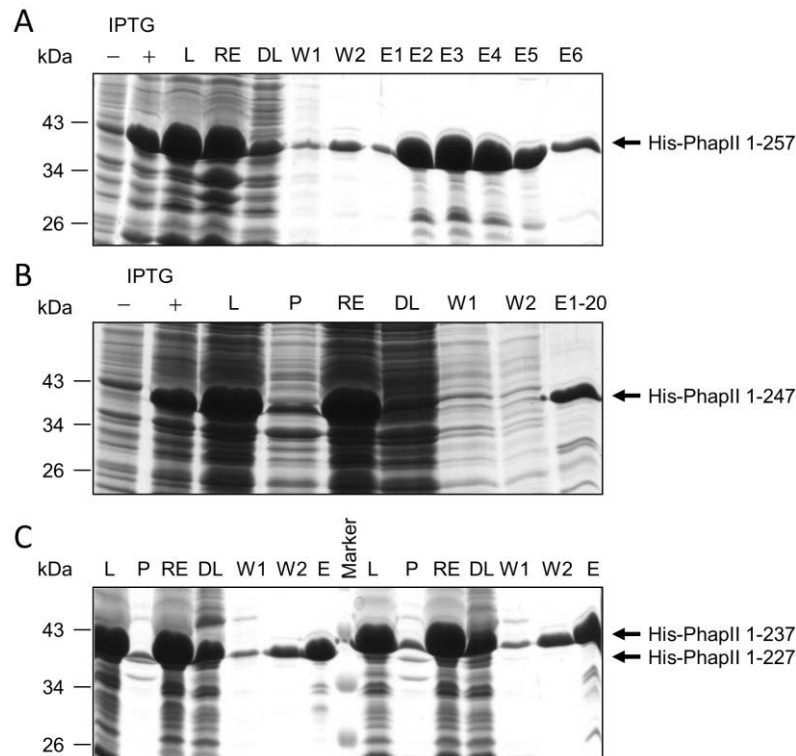 A
IPTG
kDa − + L RE DL W1 W2 E1 E2 E3 E4 E5 E6
43
His-PhapII 1-257
34
26
B
IPTG
kDa − + L P RE DL W1 W2 E1-20
43
His-PhapII 1-247
34
26
C
kDa L P RE DL W1 W2 E Marker L P RE DL W1 W2 E
43
His-PhapII 1-237
His-PhapII 1-227
34
26